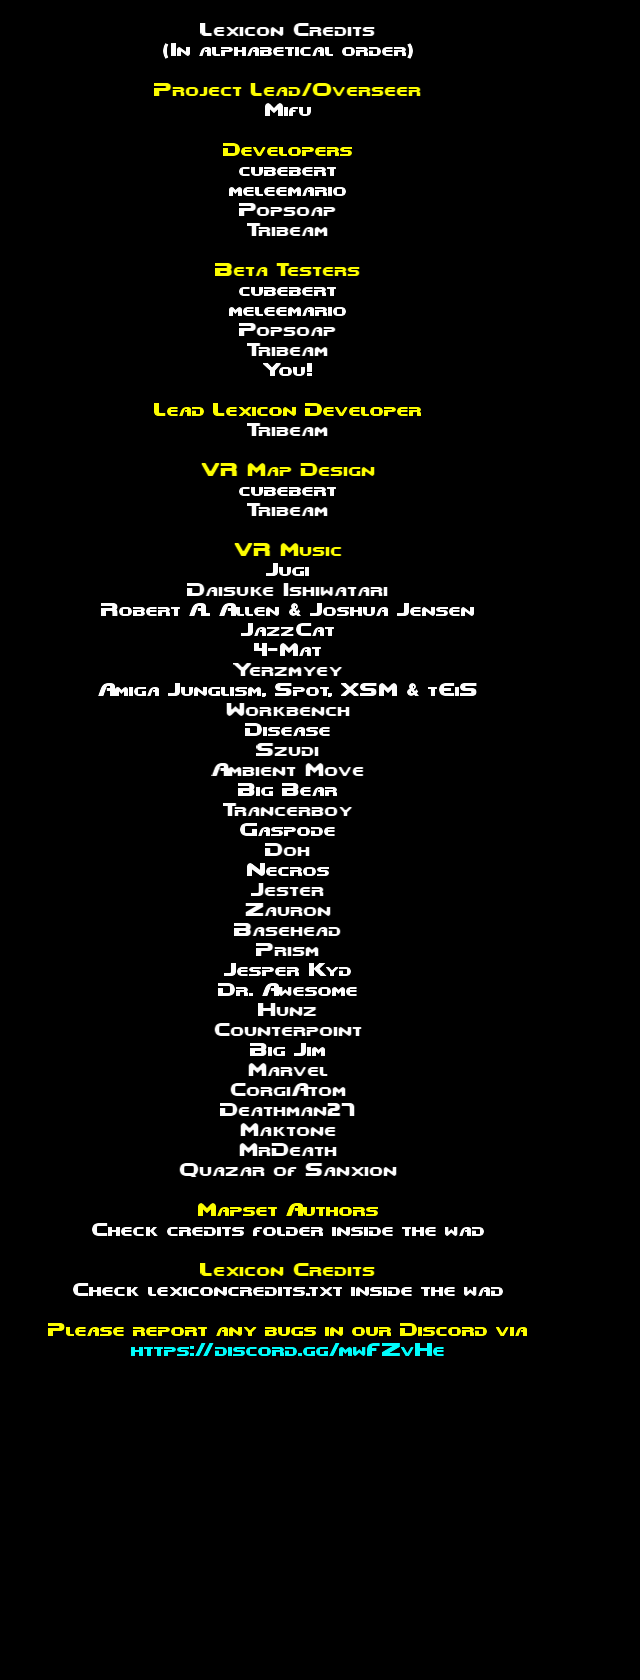 Lexicon Credits
(In alphabetical order)
Project Lead/Overseer
Mifu
Developers
cubebert
meleemario
Popsoap
Tribeam
Beta Testers
cubebert
meleemario
Popsoap
Tribeam
You!
Lead Lexicon Developer
Tribeam
VR Map Design
cubebert
Tribeam
VR Music
Jugi
Daisuke Ishiwatari
Robert A. Allen & Joshua Jensen
JazzCat
4-Mat
Yerzmyey
Amiga Junglism, Spot, XSM & tEiS
Workbench
Disease
Szudi
Ambient Move
Big Bear
Trancerboy
Gaspode
Doh
Necros
Jester
Zauron
Basehead
Prism
Jesper Kyd
Dr. Awesome
Hunz
Counterpoint
Big Jim
Marvel
CorgiAtom
Deathman27
Maktone
MrDeath
Quazar of Sanxion
Mapset Authors
Check credits folder inside the wad
Lexicon Credits
Check lexiconcredits.txt inside the wad
Please report any bugs in our Discord via
https://discord.gg/mwFZvHe